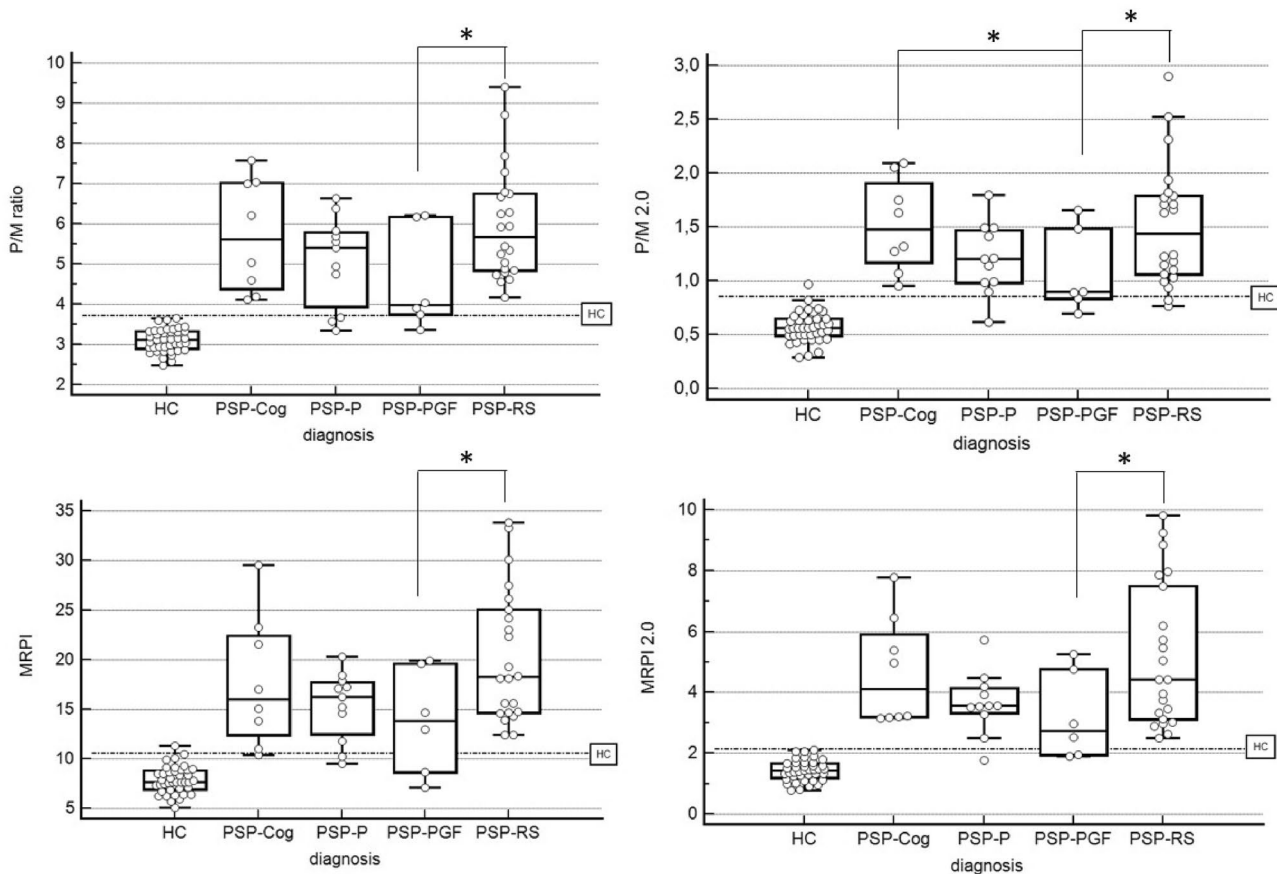 *
10
9
8
7
6
5
4
3
2
P/M ratio
HC
HC PSP-Cog PSP-P PSP-PGF PSP-RS
diagnosis
* *
3,0
2,5
2,0
1,5
1,0
0,5
0,0
P/M 2.0
HC
HC PSP-Cog PSP-P PSP-PGF PSP-RS
diagnosis
*
35
30
25
20
15
10
5
MRPI
HC
HC PSP-Cog PSP-P PSP-PGF PSP-RS
diagnosis
*
10
8
6
4
2
0
MRPI 2.0
HC
HC PSP-Cog PSP-P PSP-PGF PSP-RS
diagnosis